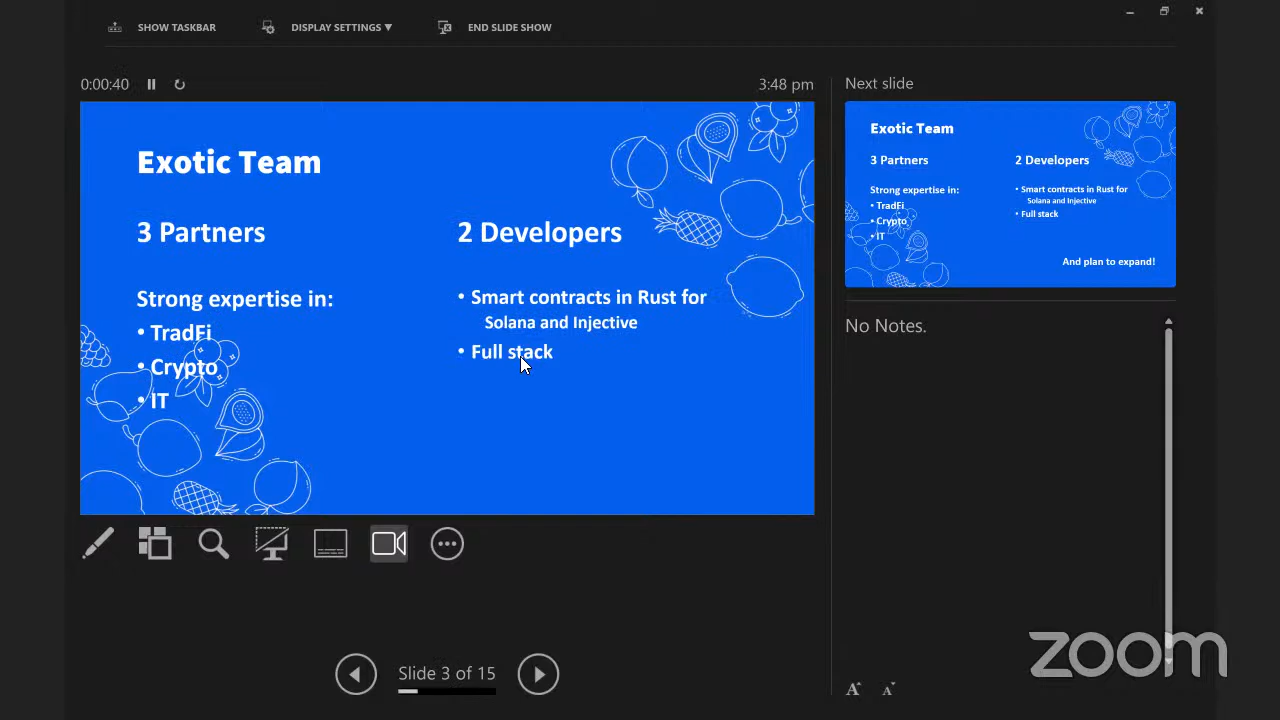 SHOW TASKBAR
DISPLAY SETTINGS ▼
END SLIDE SHOW
0:00:40
3:48 pm
Exotic Team
3 Partners
Strong expertise in:
• TradFi
• Crypto
• IT
2 Developers
• Smart contracts in Rust for
Solana and Injective
• Full stack
Slide 3 of 15
Next slide
Exotic Team
3 Partners
Strong expertise in:
• TradFi
• Crypto
• IT
2 Developers
• Smart contracts in Rust for
Solana and Injective
• Full stack
And plan to expand!
No Notes.
A A
zoom